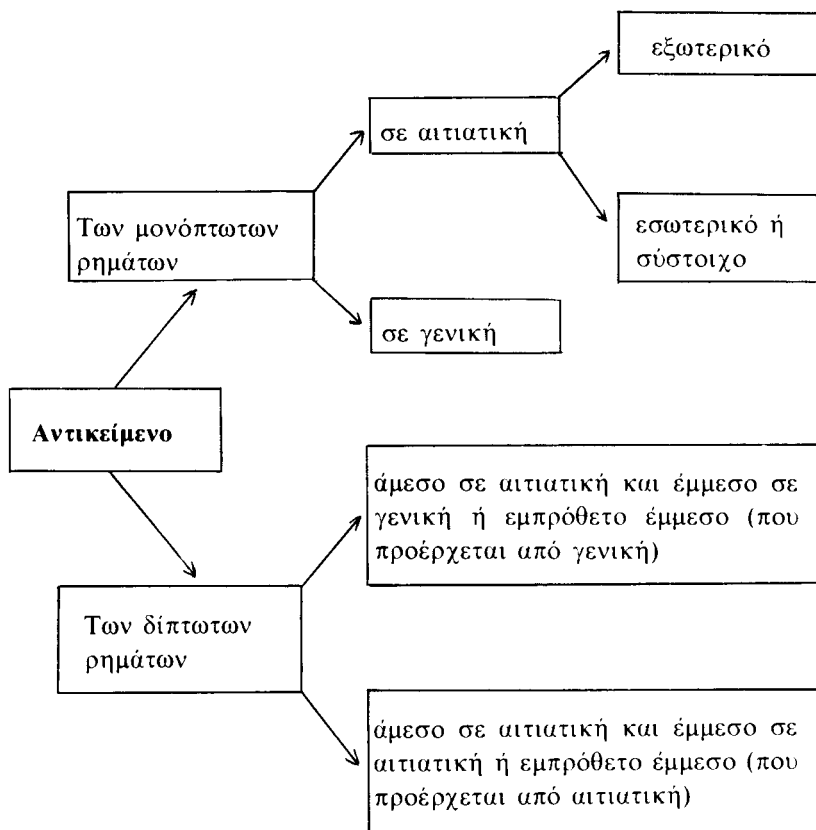 εξωτερικό
σε αιτιατική
Των μονόπτωτων
ρημάτων
εσωτερικό ή
σύστοιχο
σε γενική
Αντικείμενο
άμεσο σε αιτιατική και έμμεσο σε
γενική ή εμπρόθετο έμμεσο (που
προέρχεται από γενική)
Των δίπτωτων
ρημάτων
άμεσο σε αιτιατική και έμμεσο σε
αιτιατική ή εμπρόθετο έμμεσο (που
προέρχεται από αιτιατική)